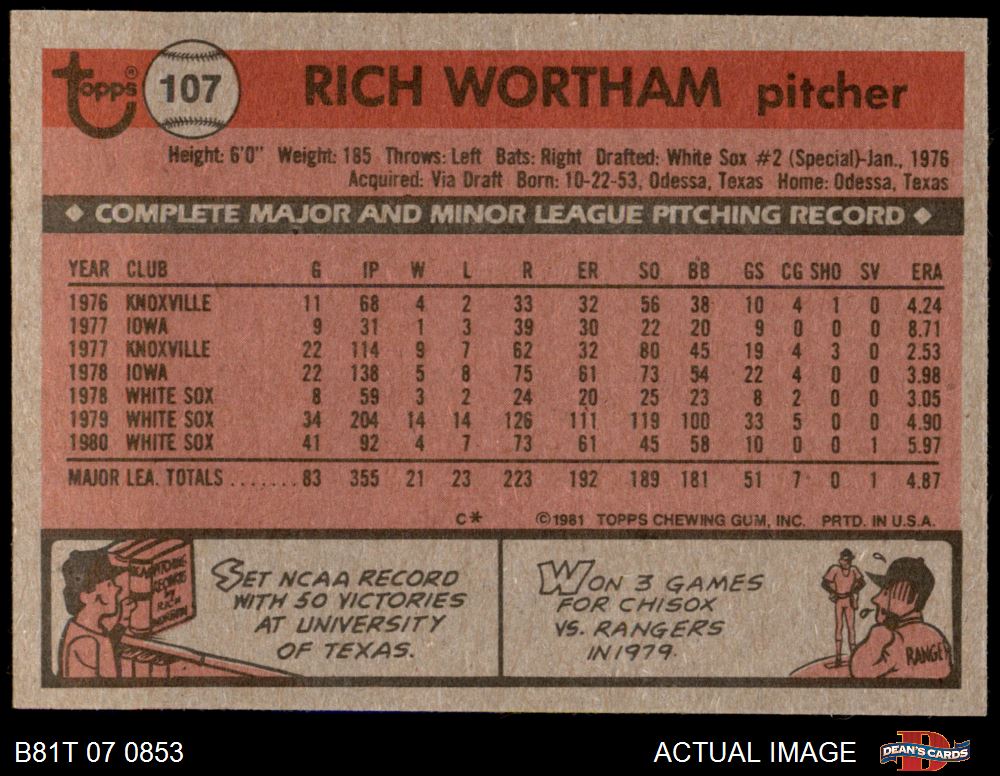 topps®
107
RICH WORTHAM pitcher
Height: 6'0" Weight: 185 Throws: Left Bats: Right Drafted: White Sox #2 (Special)-Jan., 1976
Acquired: Via Draft Born: 10-22-53, Odessa, Texas Home: Odessa, Texas
◆ COMPLETE MAJOR AND MINOR LEAGUE PITCHING RECORD ◆
YEAR CLUB G IP W L R ER SO BB GS CG SHO SV ERA
1976 KNOXVILLE 11 68 4 2 33 32 56 38 10 4 1 0 4.24
1977 IOWA 9 31 1 3 39 30 22 20 9 0 0 0 8.71
1977 KNOXVILLE 22 114 9 7 62 32 80 45 19 4 3 0 2.53
1978 IOWA 22 138 5 8 75 61 73 54 22 4 0 0 3.98
1978 WHITE SOX 8 59 3 2 24 20 25 23 8 2 0 0 3.05
1979 WHITE SOX 34 204 14 14 126 111 119 100 33 5 0 0 4.90
1980 WHITE SOX 41 92 4 7 73 61 45 58 10 0 0 1 5.97
MAJOR LEA. TOTALS ....... 83 355 21 23 223 192 189 181 51 7 0 1 4.87
C* ©1981 TOPPS CHEWING GUM, INC. PRTD. IN U.S.A.
SET NCAA RECORD
WITH 50 VICTORIES
AT UNIVERSITY
OF TEXAS.
WON 3 GAMES
FOR CHISOX
VS. RANGERS
IN 1979.
RECORD
BY
RICH
RANGE
B81T 07 0853
ACTUAL IMAGE
DEAN'S CARDS